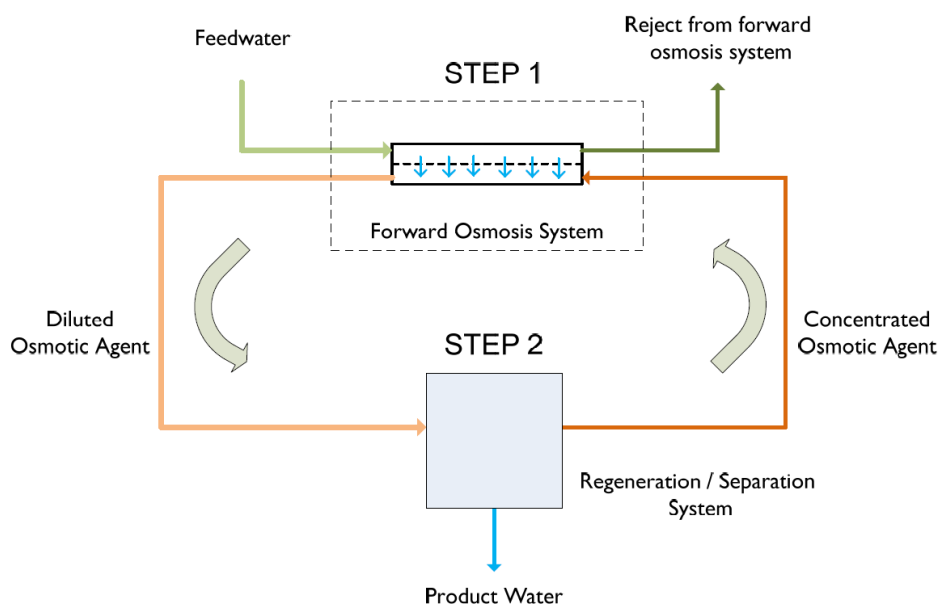 Feedwater
Reject from forward
osmosis system
STEP 1
Forward Osmosis System
Diluted
Osmotic Agent
STEP 2
Concentrated
Osmotic Agent
Regeneration / Separation
System
Product Water